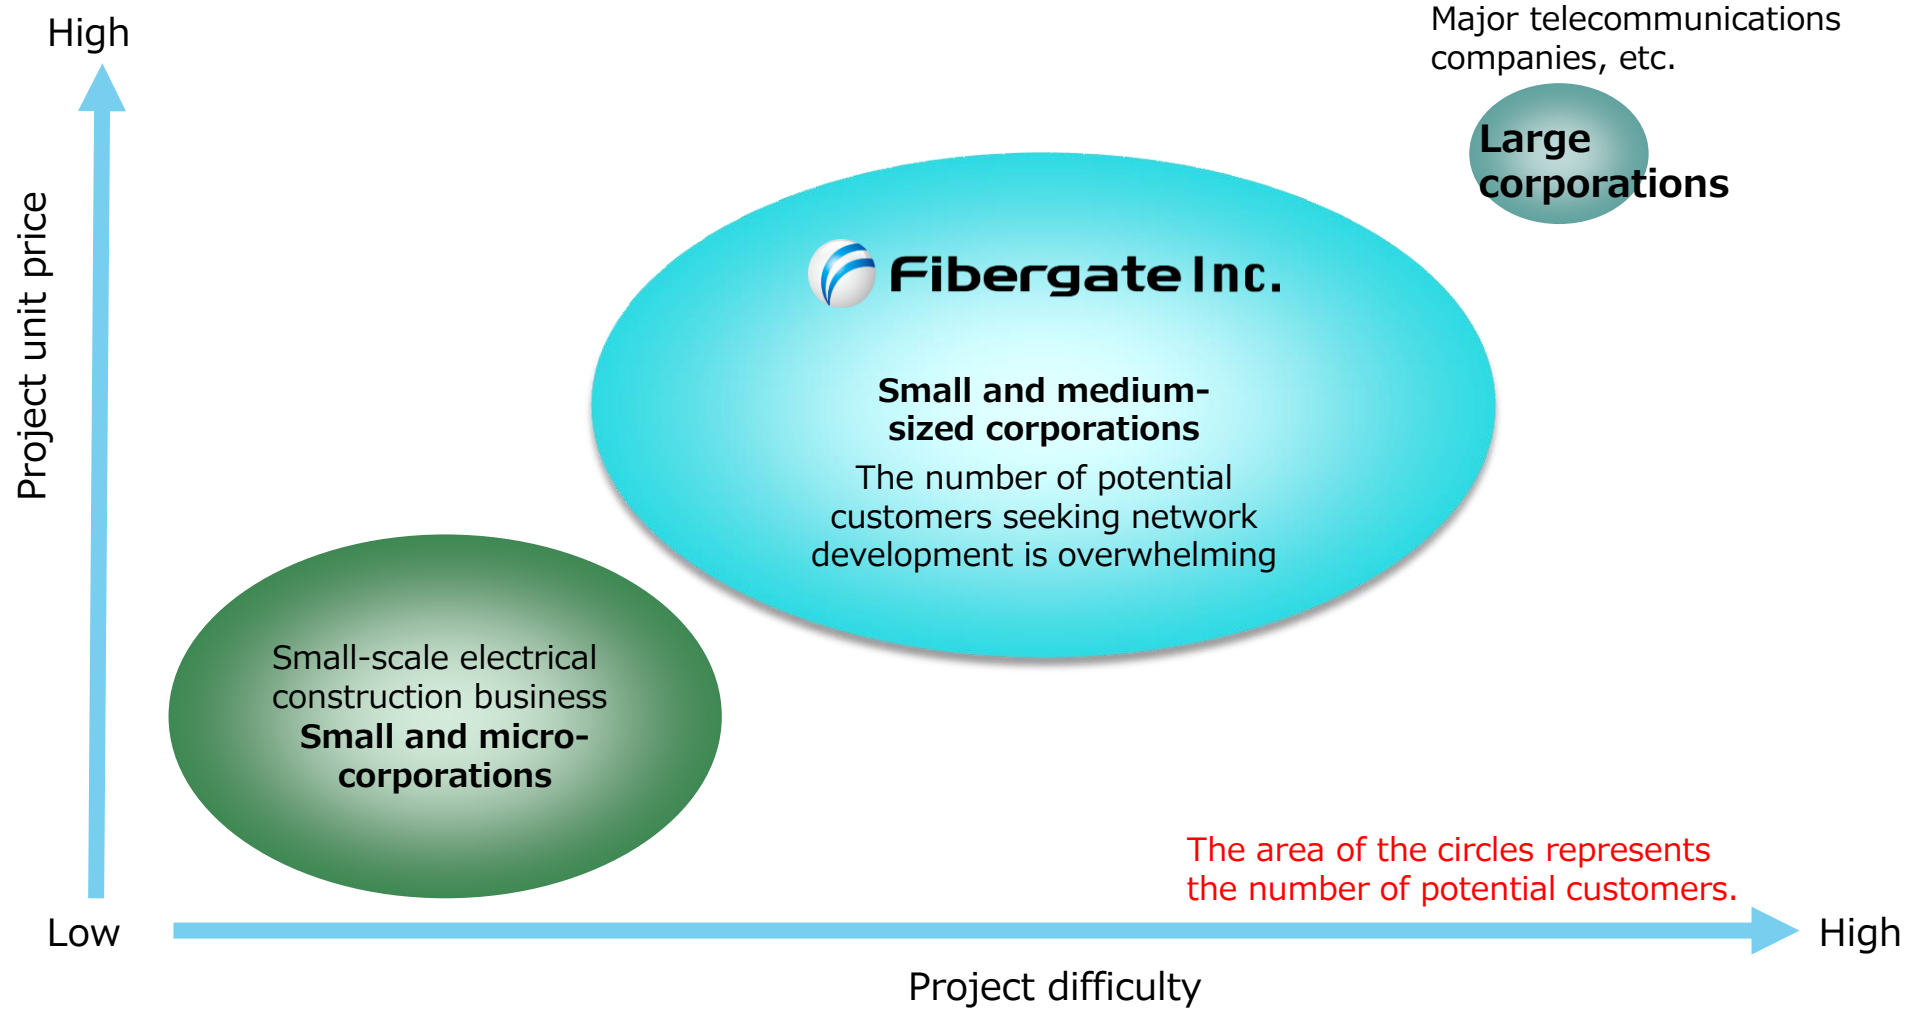 High
Major telecommunications
companies, etc.
Large
corporations
Project unit price
Fibergate Inc.
Small and medium-
sized corporations
The number of potential
customers seeking network
development is overwhelming
Small-scale electrical
construction business
Small and micro-
corporations
The area of the circles represents
the number of potential customers.
Low
High
Project difficulty